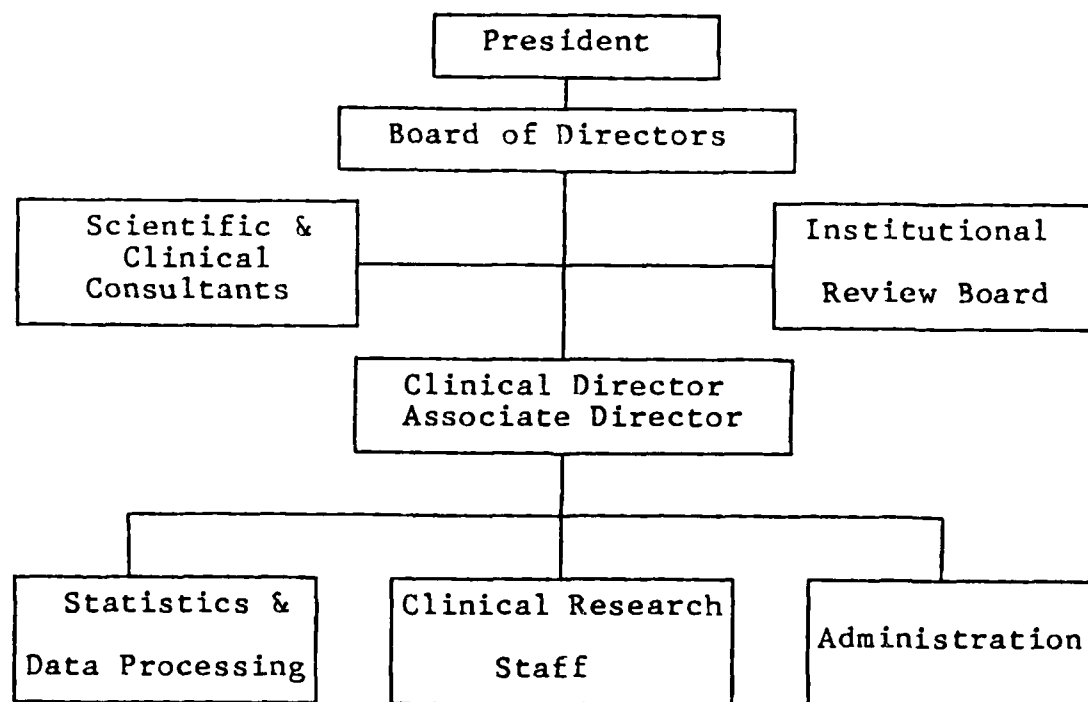 President
Board of Directors
Scientific &
Clinical
Consultants
Institutional
Review Board
Clinical Director
Associate Director
Statistics &
Data Processing
Clinical Research
Staff
Administration